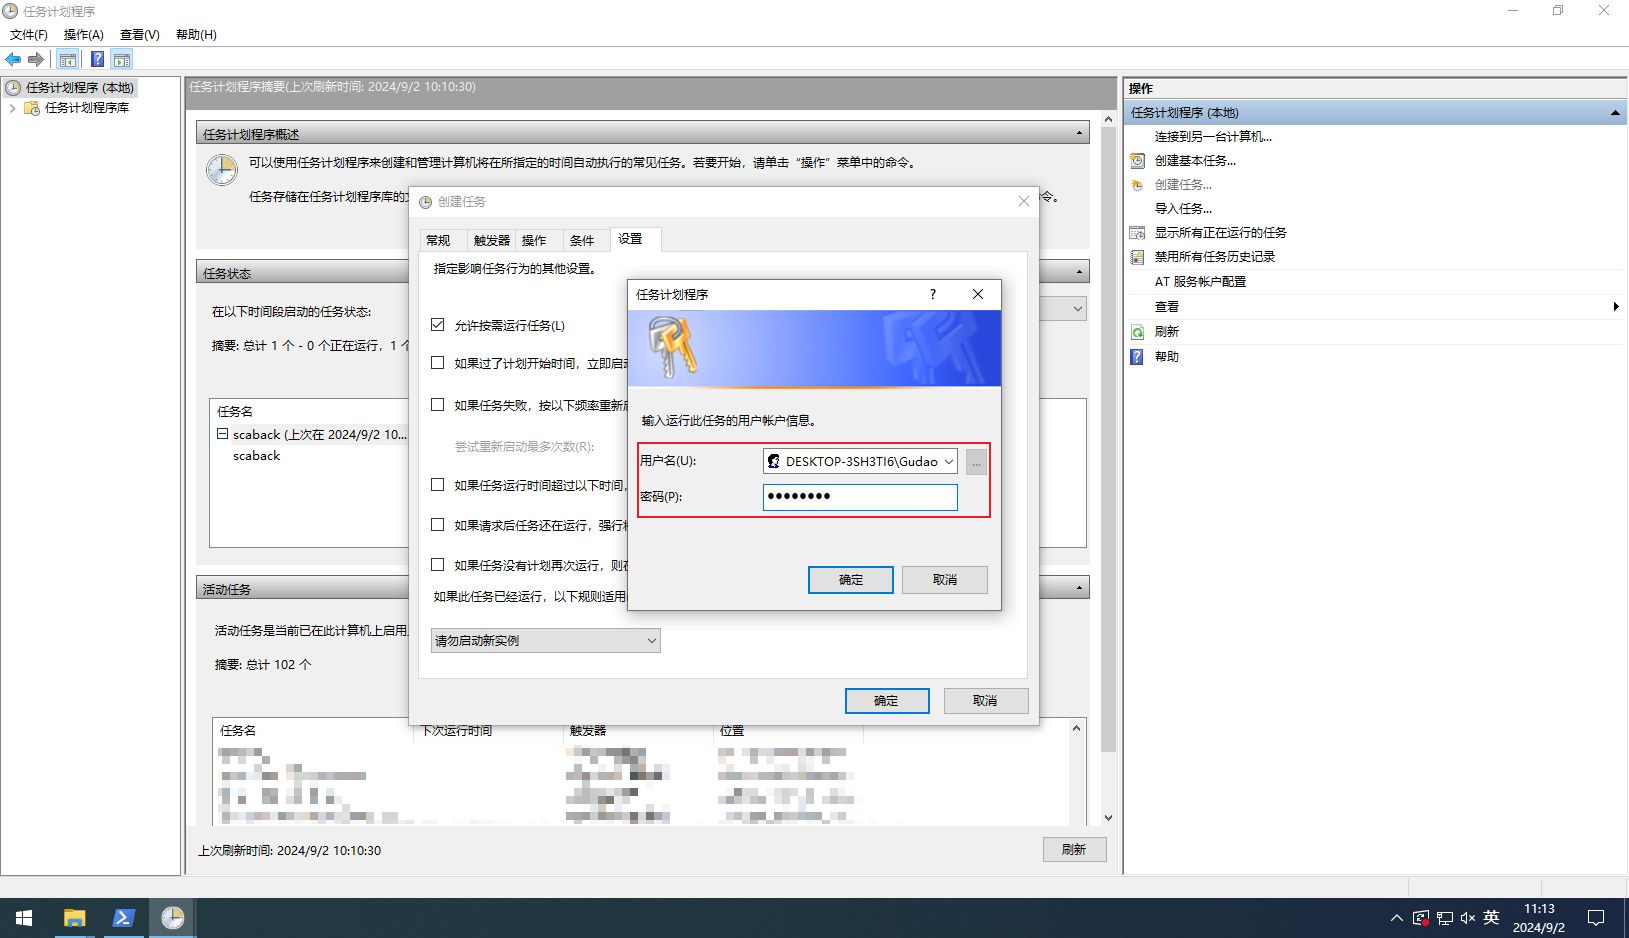 任务计划程序
文件(F) 操作(A) 查看(V) 帮助(H)
任务计划程序 (本地)
任务计划程序库
任务计划程序摘要(上次刷新时间: 2024/9/2 10:10:30)
任务计划程序概述
可以使用任务计划程序来创建和管理计算机将在所指定的时间自动执行的常见任务。若要开始，请单击“操作”菜单中的命令。
任务存储在任务计划程序库的
令。
任务状态
在以下时间段启动的任务状态:
摘要: 总计 1 个 - 0 个正在运行，1 个
任务名
scaback (上次在 2024/9/2 10...
scaback
活动任务
活动任务是当前已在此计算机上启用
摘要: 总计 102 个
任务名 下次运行时间 触发器 位置
上次刷新时间: 2024/9/2 10:10:30
刷新
创建任务
常规 触发器 操作 条件 设置
指定影响任务行为的其他设置。
允许按需运行任务(L)
如果过了计划开始时间，立即启动
如果任务失败，按以下频率重新启
尝试重新启动最多次数(R):
如果任务运行时间超过以下时间，
如果请求后任务还在运行，强行
如果任务没有计划再次运行，则在
如果此任务已经运行，以下规则适用
请勿启动新实例
确定 取消
任务计划程序
?
输入运行此任务的用户帐户信息。
用户名(U): DESKTOP-3SH3TI6\Gudao ...
密码(P): ●●●●●●●●
确定 取消
操作
任务计划程序 (本地)
连接到另一台计算机...
创建基本任务...
创建任务...
导入任务...
显示所有正在运行的任务
禁用所有任务历史记录
AT 服务帐户配置
查看
刷新
帮助
英
11:13
2024/9/2